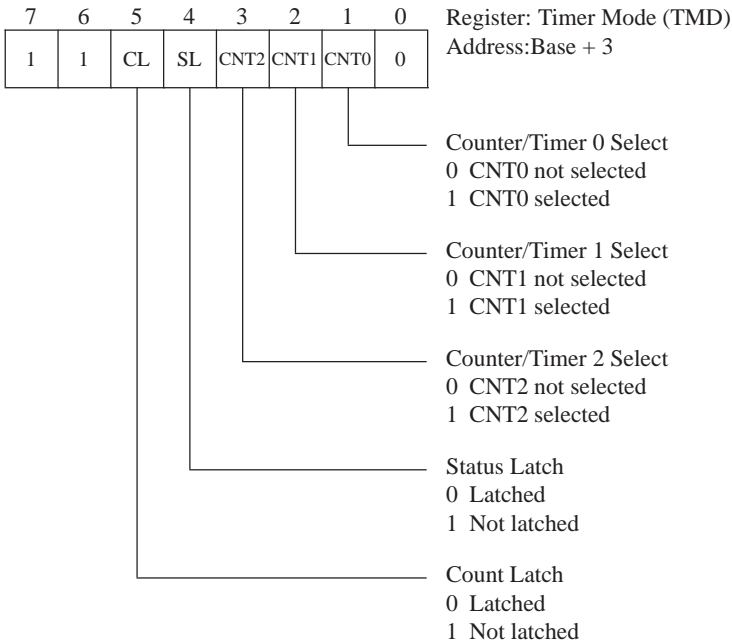 7 6 5 4 3 2 1 0 Register: Timer Mode (TMD)
1 1 CL SL CNT2 CNT1 CNT0 0 Address:Base + 3
Counter/Timer 0 Select
0 CNT0 not selected
1 CNT0 selected
Counter/Timer 1 Select
0 CNT1 not selected
1 CNT1 selected
Counter/Timer 2 Select
0 CNT2 not selected
1 CNT2 selected
Status Latch
0 Latched
1 Not latched
Count Latch
0 Latched
1 Not latched